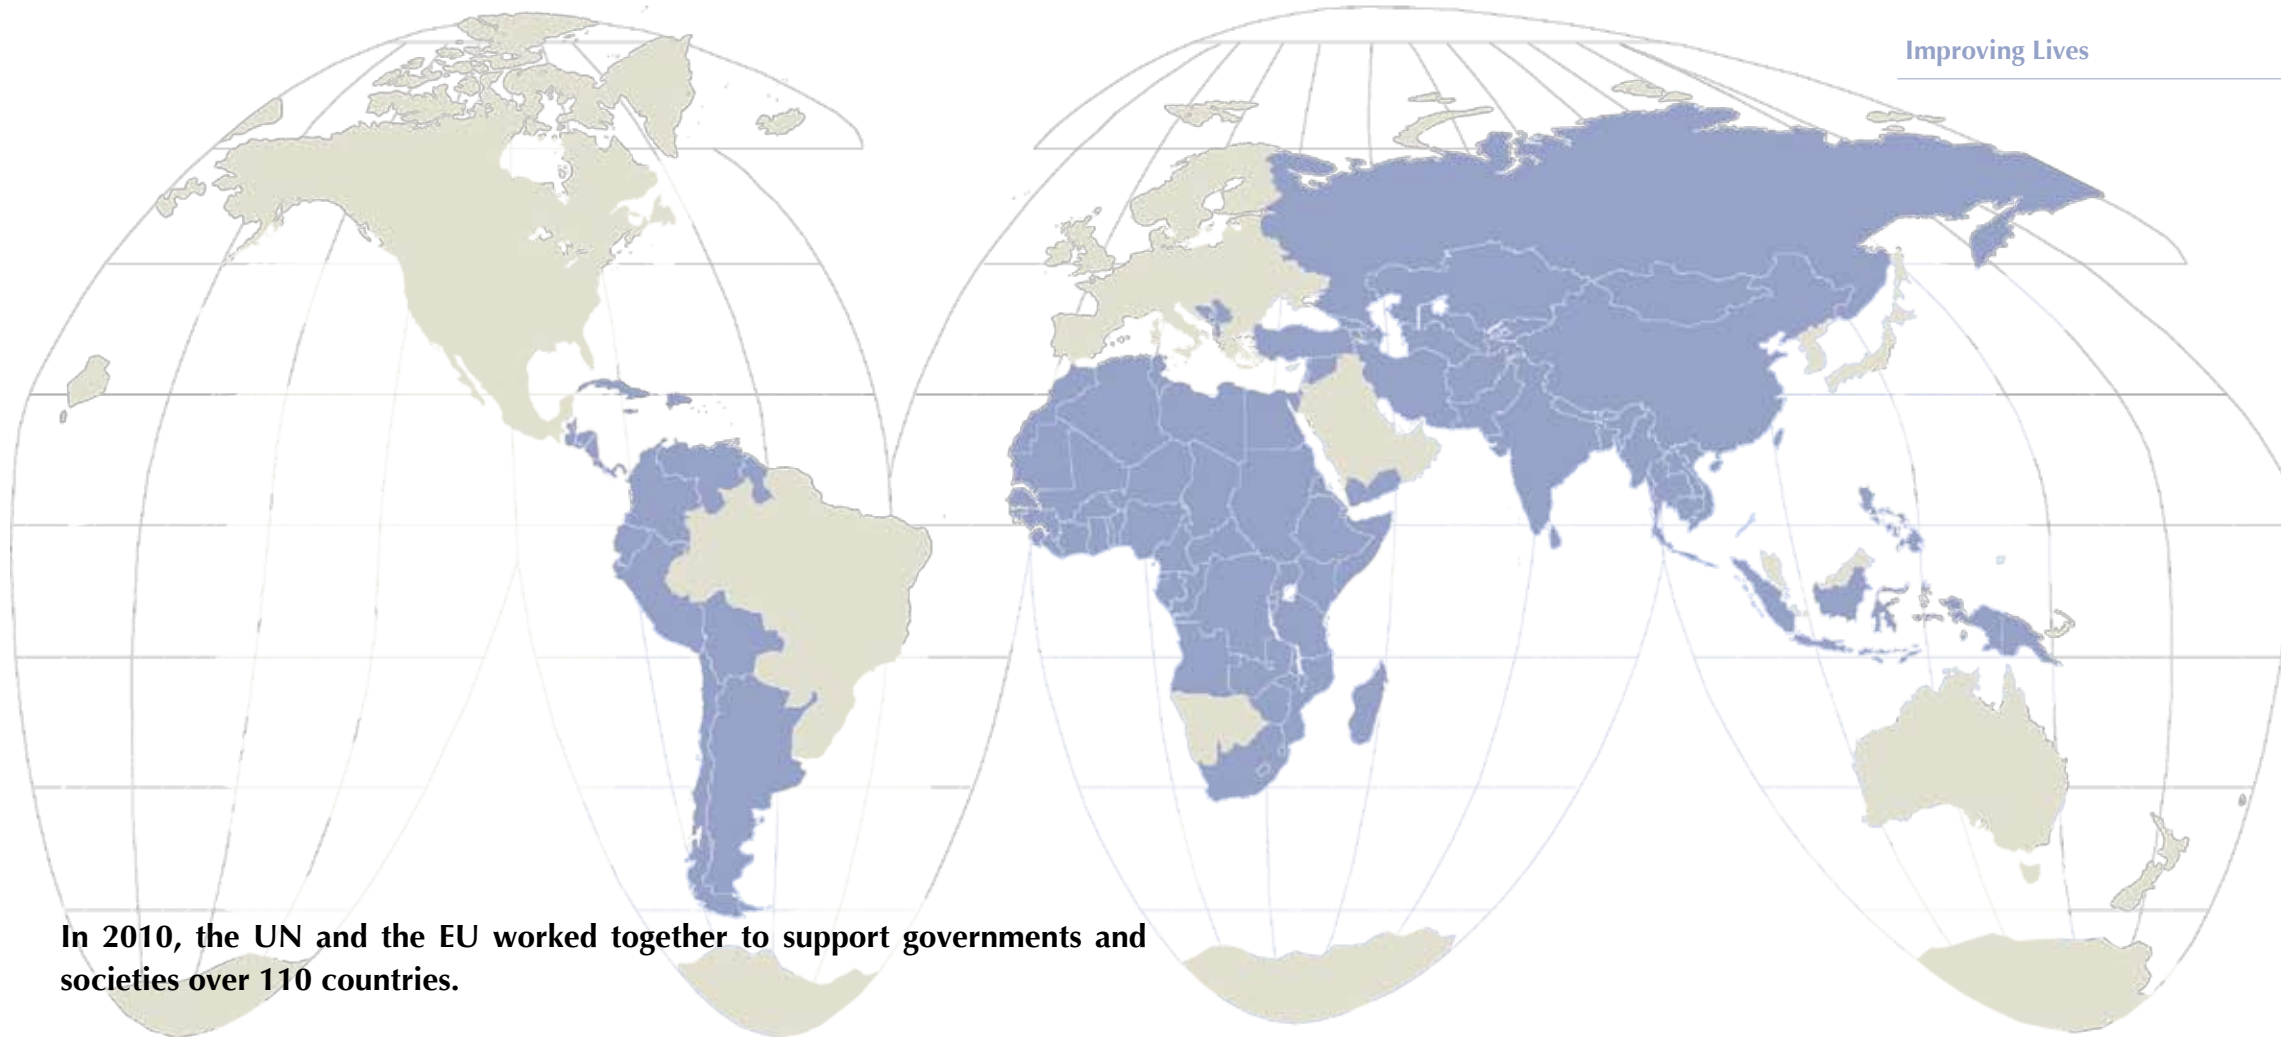 Improving Lives
In 2010, the UN and the EU worked together to support governments and
societies over 110 countries.